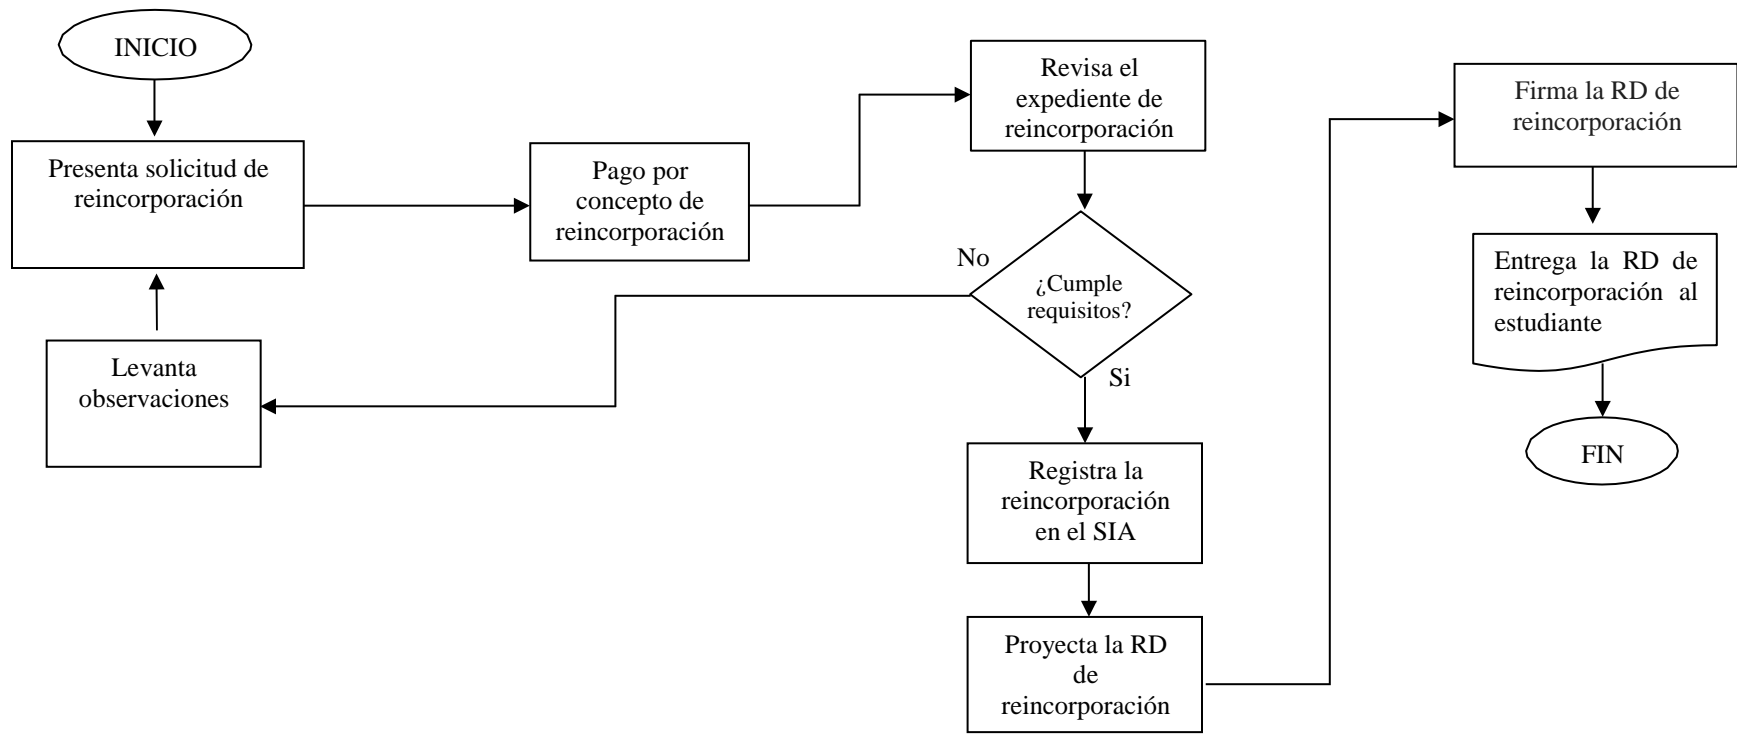 INICIO
Presenta solicitud de
reincorporación
Pago por
concepto de
reincorporación
Revisa el
expediente de
reincorporación
No
¿Cumple
requisitos?
Si
Levanta
observaciones
Registra la
reincorporación
en el SIA
Proyecta la RD
de
reincorporación
Firma la RD de
reincorporación
Entrega la RD de
reincorporación al
estudiante
FIN